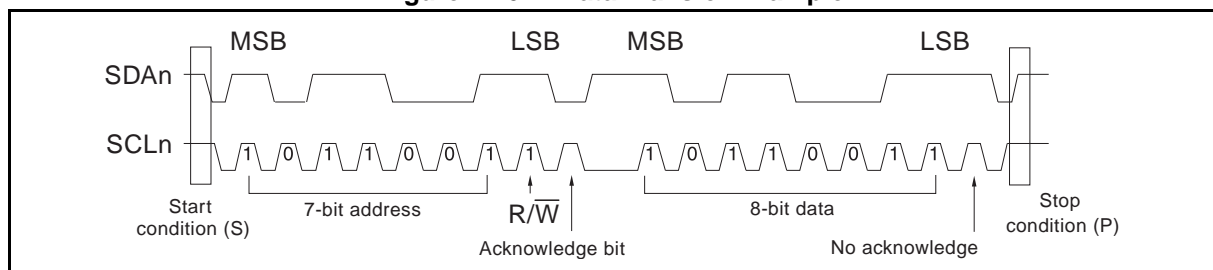 MSB LSB MSB LSB
SDAn
SCLn 1 0 1 1 0 0 1 1 1 0 1 1 0 0 1 1
Start condition (S)
7-bit address
R/W̅
Acknowledge bit
8-bit data
No acknowledge
Stop condition (P)